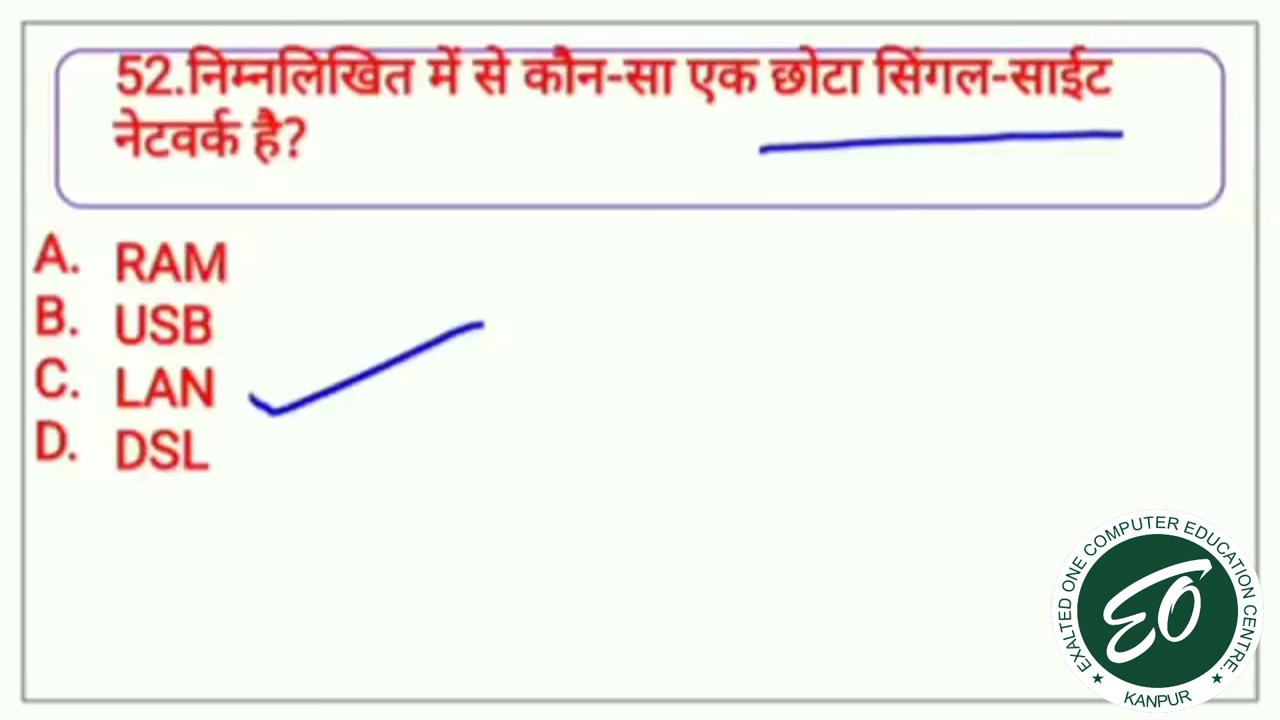 52.निम्नलिखित में से कौन-सा एक छोटा सिंगल-साईट
नेटवर्क है?
A. RAM
B. USB
C. LAN
D. DSL
EXALTED ONE COMPUTER EDUCATION CENTRE.
EO
★ KANPUR ★